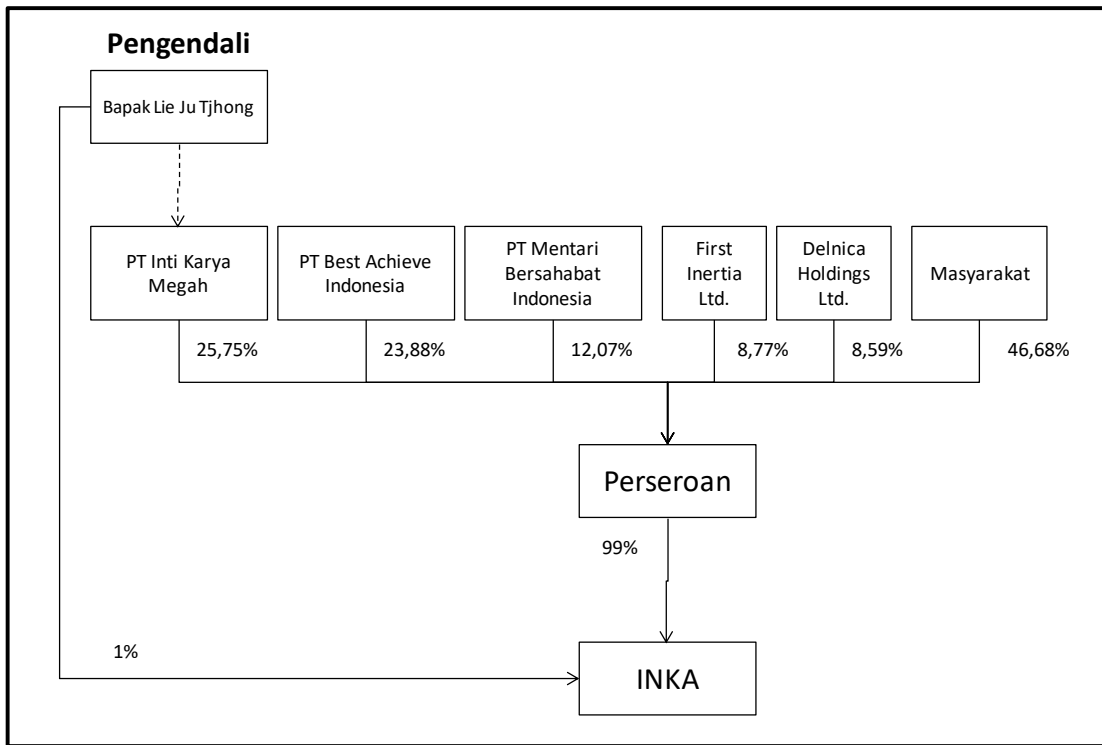 Pengendali
Bapak Lie Ju Tjhong
PT Inti Karya
Megah
PT Best Achieve
Indonesia
PT Mentari
Bersahabat
Indonesia
First
Inertia
Ltd.
Delnica
Holdings
Ltd.
Masyarakat
25,75%
23,88%
12,07%
8,77%
8,59%
46,68%
Perseroan
99%
1%
INKA